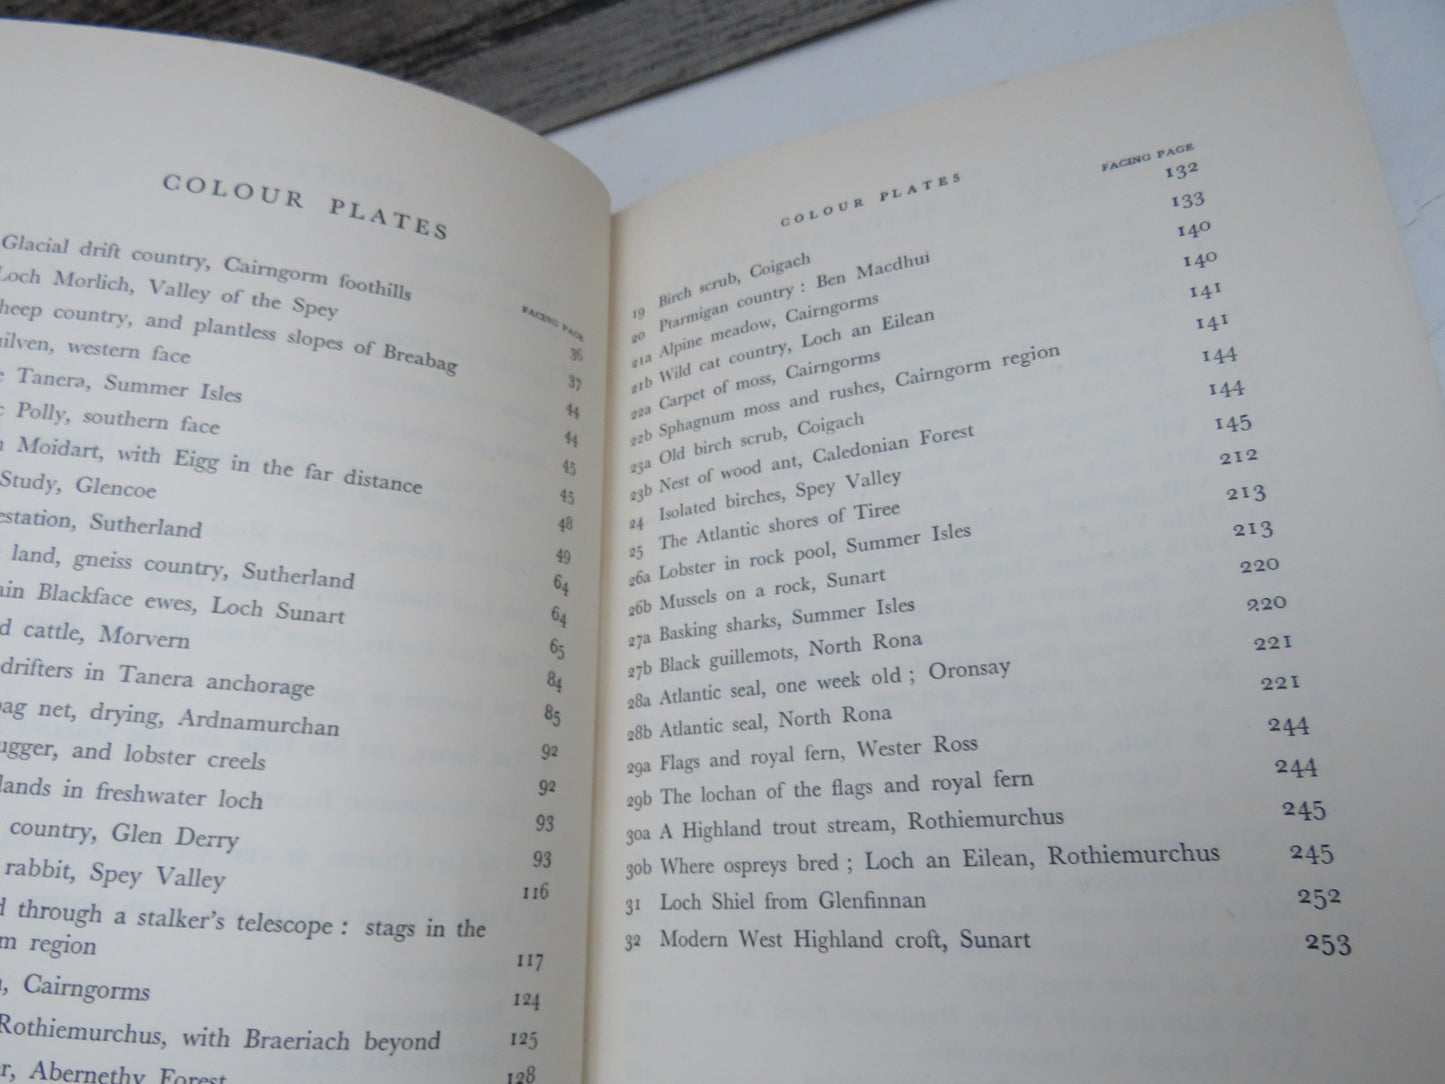 COLOUR PLATES
FACING PAGE
Glacial drift country, Cairngorm foothills 36
Loch Morlich, Valley of the Spey 37
heep country, and plantless slopes of Breabag 44
ilven, western face 44
e Tanera, Summer Isles 45
c Polly, southern face 45
n Moidart, with Eigg in the far distance 48
Study, Glencoe 49
estation, Sutherland 64
land, gneiss country, Sutherland 64
ain Blackface ewes, Loch Sunart 65
d cattle, Morvern 84
drifters in Tanera anchorage 85
bag net, drying, Ardnamurchan 92
ugger, and lobster creels 92
lands in freshwater loch 93
country, Glen Derry 93
rabbit, Spey Valley 116
d through a stalker's telescope : stags in the
m region 117
, Cairngorms 124
Rothiemurchus, with Braeriach beyond 125
r, Abernethy Forest 128
COLOUR PLATES
FACING PAGE
19 Birch scrub, Coigach 132
20 Ptarmigan country : Ben Macdhui 133
21a Alpine meadow, Cairngorms 140
21b Wild cat country, Loch an Eilean 140
22a Carpet of moss, Cairngorms 141
22b Sphagnum moss and rushes, Cairngorm region 141
23a Old birch scrub, Coigach 144
23b Nest of wood ant, Caledonian Forest 144
24 Isolated birches, Spey Valley 145
25 The Atlantic shores of Tiree 212
26a Lobster in rock pool, Summer Isles 213
26b Mussels on a rock, Sunart 213
27a Basking sharks, Summer Isles 220
27b Black guillemots, North Rona 220
28a Atlantic seal, one week old ; Oronsay 221
28b Atlantic seal, North Rona 221
29a Flags and royal fern, Wester Ross 244
29b The lochan of the flags and royal fern 244
30a A Highland trout stream, Rothiemurchus 245
30b Where ospreys bred ; Loch an Eilean, Rothiemurchus 245
31 Loch Shiel from Glenfinnan 252
32 Modern West Highland croft, Sunart 253